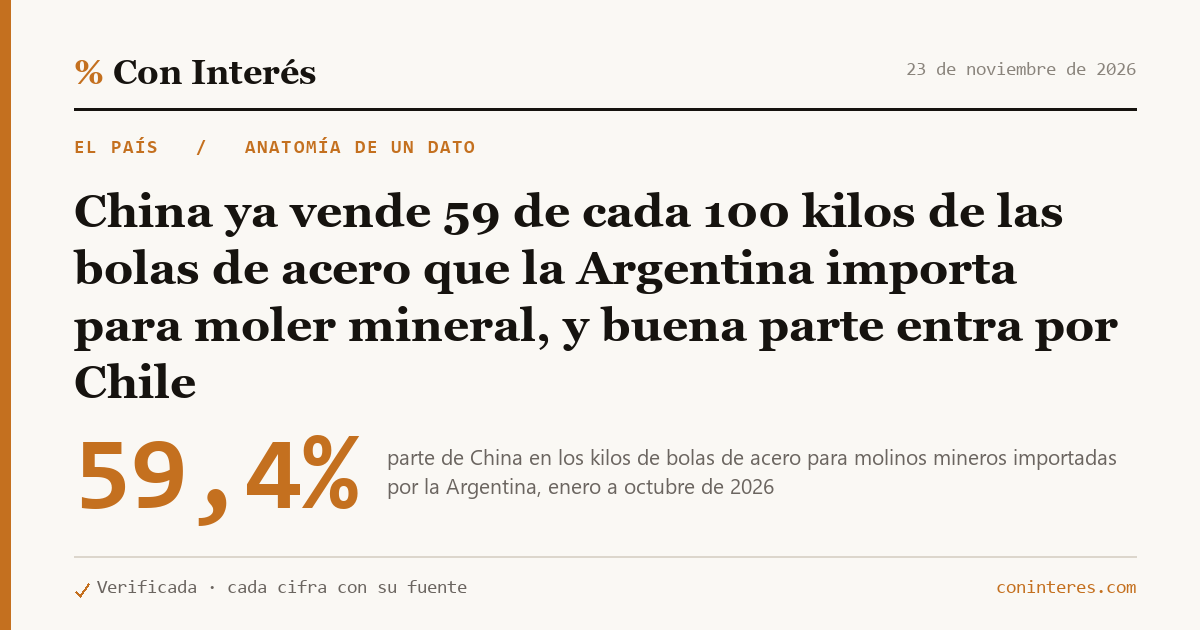 % Con Interés
23 de noviembre de 2026
EL PAÍS / ANATOMÍA DE UN DATO
China ya vende 59 de cada 100 kilos de las
bolas de acero que la Argentina importa
para moler mineral, y buena parte entra por
Chile
59,4%
parte de China en los kilos de bolas de acero para molinos mineros importadas
por la Argentina, enero a octubre de 2026
✓ Verificada · cada cifra con su fuente
coninteres.com